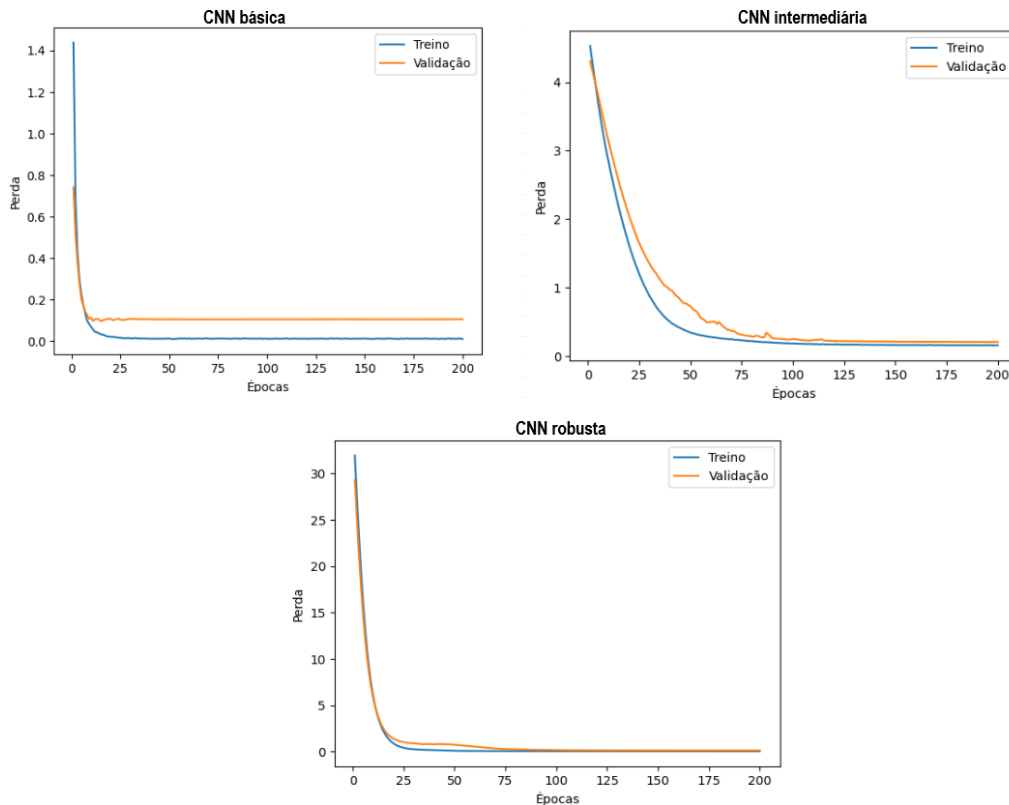 CNN básica
1.4
1.2
1.0
0.8
0.6
0.4
0.2
0.0
Perda
Treino
Validação
0 25 50 75 100 125 150 175 200
Épocas
CNN intermediária
4
3
2
1
0
Perda
Treino
Validação
0 25 50 75 100 125 150 175 200
Épocas
CNN robusta
30
25
20
15
10
5
0
Perda
Treino
Validação
0 25 50 75 100 125 150 175 200
Épocas